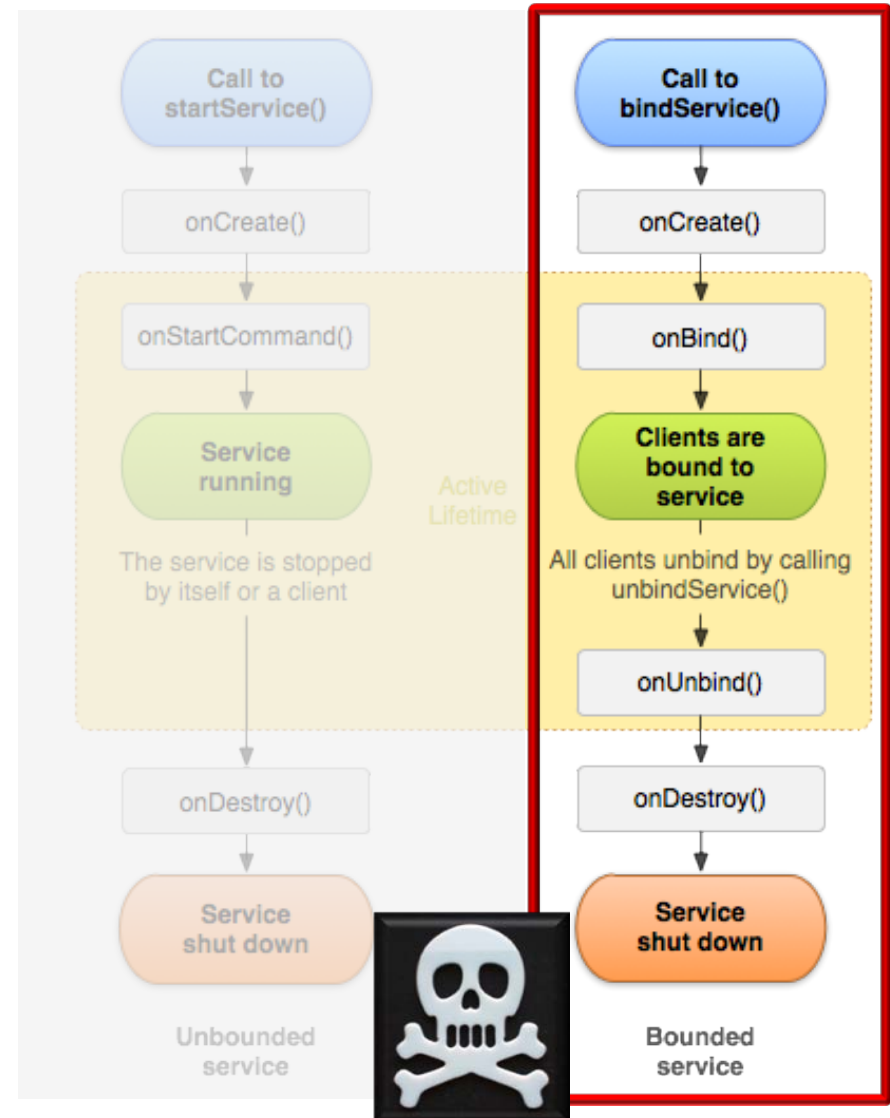 Call to
startService()
onCreate()
onStartCommand()
Service
running
Active
Lifetime
The service is stopped
by itself or a client
onDestroy()
Service
shut down
Unbounded
service
Call to
bindService()
onCreate()
onBind()
Clients are
bound to
service
All clients unbind by calling
unbindService()
onUnbind()
onDestroy()
Service
shut down
Bounded
service